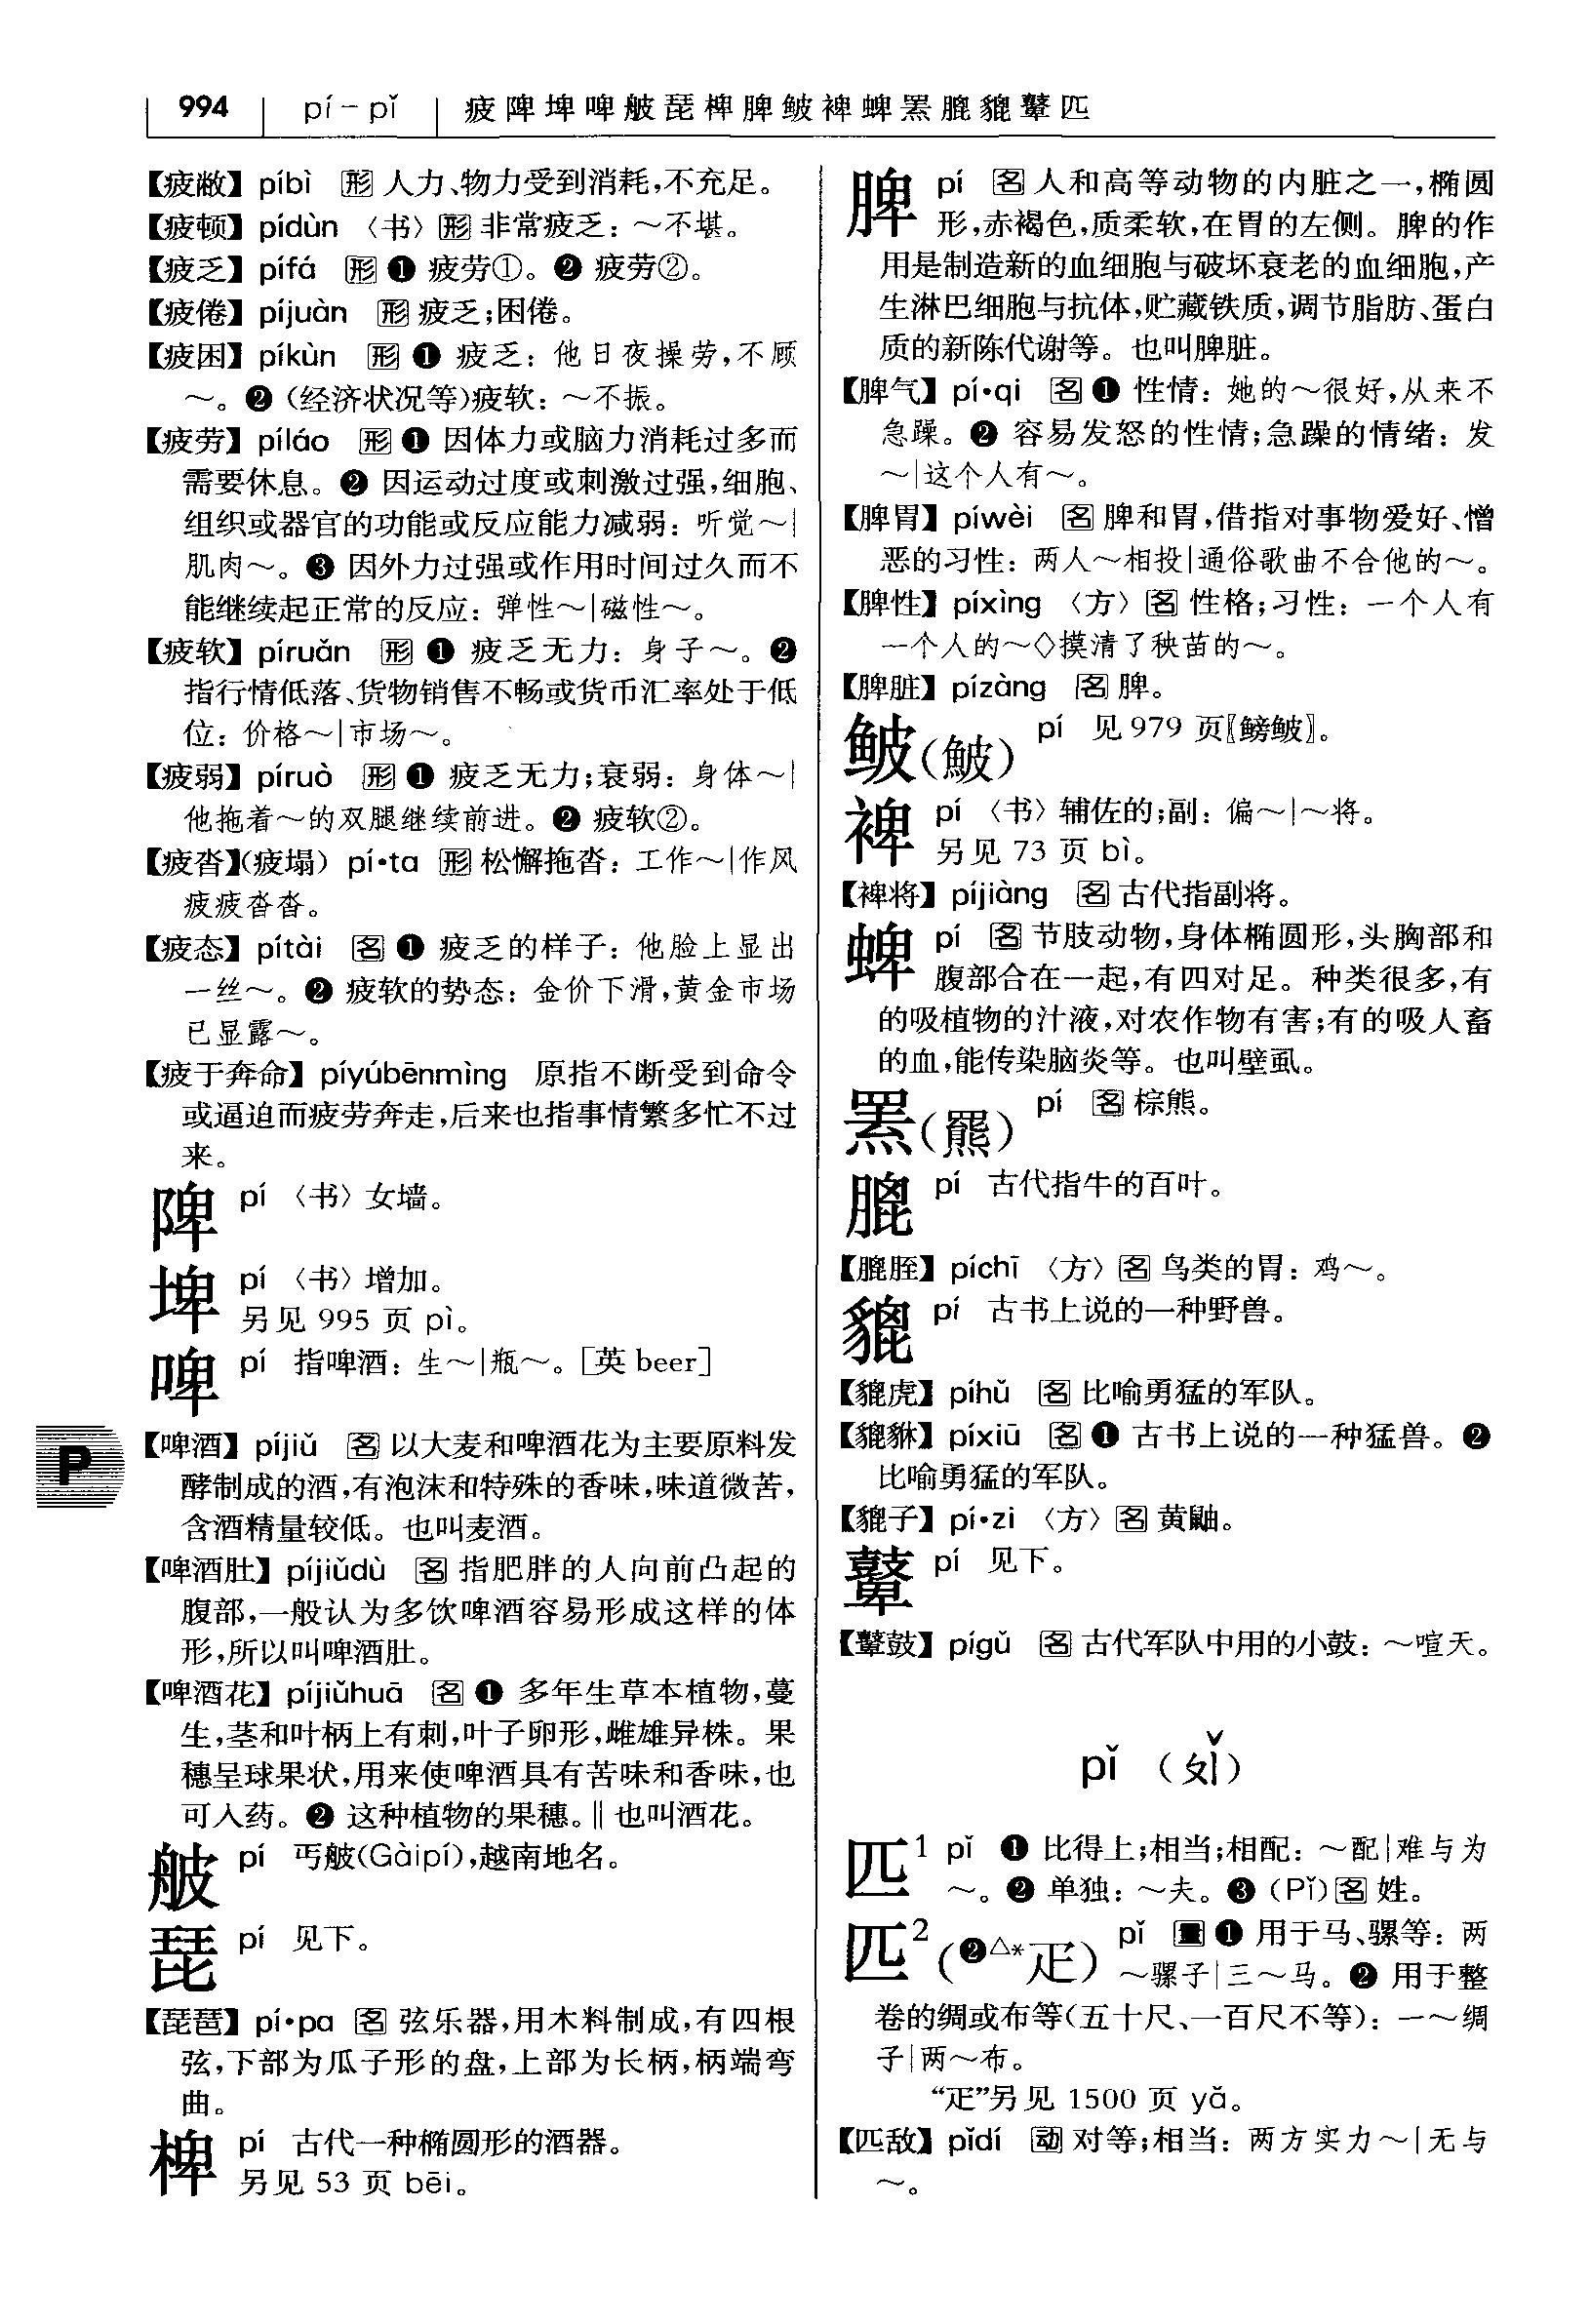 994 pí－pǐ 疲陴埤啤䶮琵椑脾鲏裨蜱罴膍貔鼙匹
【疲敝】 píbì 形 人力、物力受到消耗，不充足。
【疲顿】 pídùn 〈书〉形 非常疲乏：～不堪。
【疲乏】 pífá 形 ❶ 疲劳①。❷ 疲劳②。
【疲倦】 píjuàn 形 疲乏；困倦。
【疲困】 píkùn 形 ❶ 疲乏：他日夜操劳，不顾
～。❷（经济状况等）疲软：～不振。
【疲劳】 píláo 形 ❶ 因体力或脑力消耗过多而
需要休息。❷ 因运动过度或刺激过强，细胞、
组织或器官的功能或反应能力减弱：听觉～|
肌肉～。❸ 因外力过强或作用时间过久而不
能继续起正常的反应：弹性～|磁性～。
【疲软】 píruǎn 形 ❶ 疲乏无力：身子～。❷
指行情低落、货物销售不畅或货币汇率处于低
位：价格～|市场～。
【疲弱】 píruò 形 ❶ 疲乏无力；衰弱：身体～|
他拖着～的双腿继续前进。❷ 疲软②。
【疲沓】（疲塌） pí·ta 形 松懈拖沓：工作～|作风
疲疲沓沓。
【疲态】 pítài 名 ❶ 疲乏的样子：他脸上显出
一丝～。❷ 疲软的势态：金价下滑，黄金市场
已显露～。
【疲于奔命】 píyúbēnmìng 原指不断受到命令
或逼迫而疲劳奔走，后来也指事情繁多忙不过
来。
陴 pí 〈书〉女墙。
埤 pí 〈书〉增加。
另见 995 页 pì。
啤 pí 指啤酒：生～|瓶～。［英 beer］
P
【啤酒】 píjiǔ 名 以大麦和啤酒花为主要原料发
酵制成的酒，有泡沫和特殊的香味，味道微苦，
含酒精量较低。也叫麦酒。
【啤酒肚】 píjiǔdù 名 指肥胖的人向前凸起的
腹部，一般认为多饮啤酒容易形成这样的体
形，所以叫啤酒肚。
【啤酒花】 píjiǔhuā 名 ❶ 多年生草本植物，蔓
生，茎和叶柄上有刺，叶子卵形，雌雄异株。果
穗呈球果状，用来使啤酒具有苦味和香味，也
可入药。❷ 这种植物的果穗。‖也叫酒花。
pí 丐(Gàipí)，越南地名。
琵 pí 见下。
【琵琶】 pí·pa 名 弦乐器，用木料制成，有四根
弦，下部为瓜子形的盘，上部为长柄，柄端弯
曲。
椑 pí 古代一种椭圆形的酒器。
另见 53 页 bēi。
脾 pí 名 人和高等动物的内脏之一，椭圆
形，赤褐色，质柔软，在胃的左侧。脾的作
用是制造新的血细胞与破坏衰老的血细胞，产
生淋巴细胞与抗体，贮藏铁质，调节脂肪、蛋白
质的新陈代谢等。也叫脾脏。
【脾气】 pí·qi 名 ❶ 性情：她的～很好，从来不
急躁。❷ 容易发怒的性情；急躁的情绪：发
～|这个人有～。
【脾胃】 píwèi 名 脾和胃，借指对事物爱好、憎
恶的习性：两人～相投|通俗歌曲不合他的～。
【脾性】 píxìng 〈方〉名 性格；习性：一个人有
一个人的～◇摸清了秧苗的～。
【脾脏】 pízàng 名 脾。
鲏（鮍） pí 见 979 页〖鳑鲏〗。
裨 pí 〈书〉辅佐的；副：偏～|～将。
另见 73 页 bì。
【裨将】 píjiàng 名 古代指副将。
蜱 pí 名 节肢动物，身体椭圆形，头胸部和
腹部合在一起，有四对足。种类很多，有
的吸植物的汁液，对农作物有害；有的吸人畜
的血，能传染脑炎等。也叫壁虱。
罴（羆） pí 名 棕熊。
膍 pí 古代指牛的百叶。
【膍胵】 píchī 〈方〉名 鸟类的胃：鸡～。
貔 pí 古书上说的一种野兽。
【貔虎】 píhǔ 名 比喻勇猛的军队。
【貔貅】 píxiū 名 ❶ 古书上说的一种猛兽。❷
比喻勇猛的军队。
【貔子】 pí·zi 〈方〉名 黄鼬。
鼙 pí 见下。
【鼙鼓】 pígǔ 名 古代军队中用的小鼓：～喧天。
pǐ （ㄆㄧˇ）
匹¹ pǐ ❶ 比得上；相当；相配：～配|难与为
～。❷ 单独：～夫。❸（Pǐ）名 姓。
匹²（❷△*疋） pǐ 量 ❶ 用于马、骡等：两
～骡子|三～马。❷ 用于整
卷的绸或布等（五十尺、一百尺不等）：一～绸
子|两～布。
“疋”另见 1500 页 yǎ。
【匹敌】 pǐdí 动 对等；相当：两方实力～|无与
～。